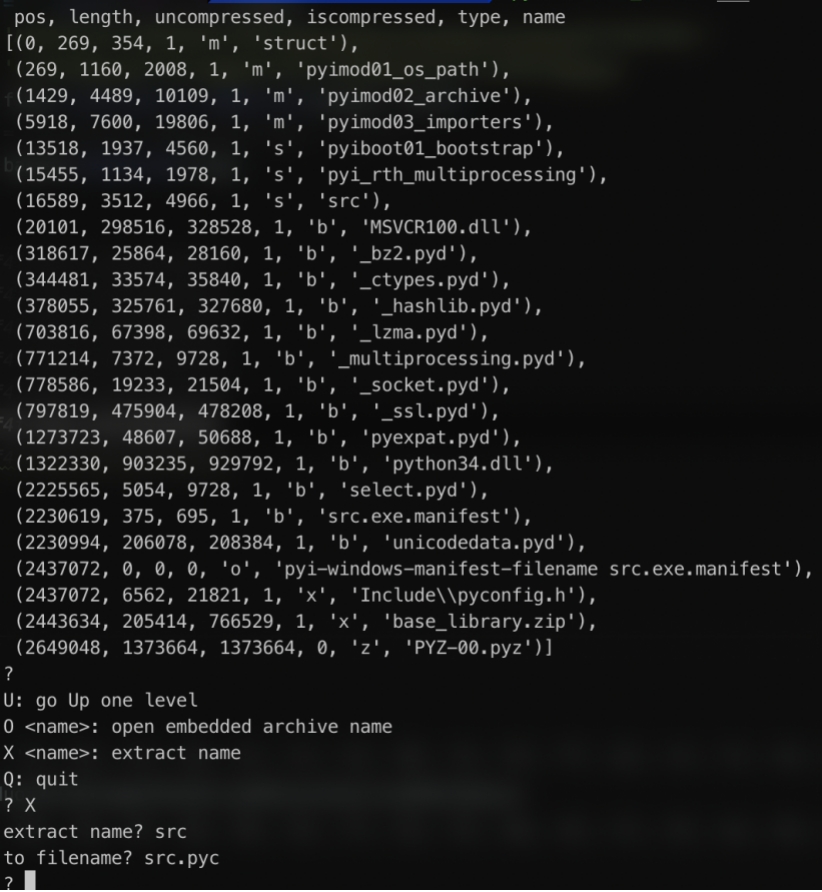 pos, length, uncompressed, iscompressed, type, name
[(0, 269, 354, 1, 'm', 'struct'),
(269, 1160, 2008, 1, 'm', 'pyimod01_os_path'),
(1429, 4489, 10109, 1, 'm', 'pyimod02_archive'),
(5918, 7600, 19806, 1, 'm', 'pyimod03_importers'),
(13518, 1937, 4560, 1, 's', 'pyiboot01_bootstrap'),
(15455, 1134, 1978, 1, 's', 'pyi_rth_multiprocessing'),
(16589, 3512, 4966, 1, 's', 'src'),
(20101, 298516, 328528, 1, 'b', 'MSVCR100.dll'),
(318617, 25864, 28160, 1, 'b', '_bz2.pyd'),
(344481, 33574, 35840, 1, 'b', '_ctypes.pyd'),
(378055, 325761, 327680, 1, 'b', '_hashlib.pyd'),
(703816, 67398, 69632, 1, 'b', '_lzma.pyd'),
(771214, 7372, 9728, 1, 'b', '_multiprocessing.pyd'),
(778586, 19233, 21504, 1, 'b', '_socket.pyd'),
(797819, 475904, 478208, 1, 'b', '_ssl.pyd'),
(1273723, 48607, 50688, 1, 'b', 'pyexpat.pyd'),
(1322330, 903235, 929792, 1, 'b', 'python34.dll'),
(2225565, 5054, 9728, 1, 'b', 'select.pyd'),
(2230619, 375, 695, 1, 'b', 'src.exe.manifest'),
(2230994, 206078, 208384, 1, 'b', 'unicodedata.pyd'),
(2437072, 0, 0, 0, 'o', 'pyi-windows-manifest-filename src.exe.manifest'),
(2437072, 6562, 21821, 1, 'x', 'Include\\pyconfig.h'),
(2443634, 205414, 766529, 1, 'x', 'base_library.zip'),
(2649048, 1373664, 1373664, 0, 'z', 'PYZ-00.pyz')]
?
U: go Up one level
O <name>: open embedded archive name
X <name>: extract name
Q: quit
? X
extract name? src
to filename? src.pyc
?